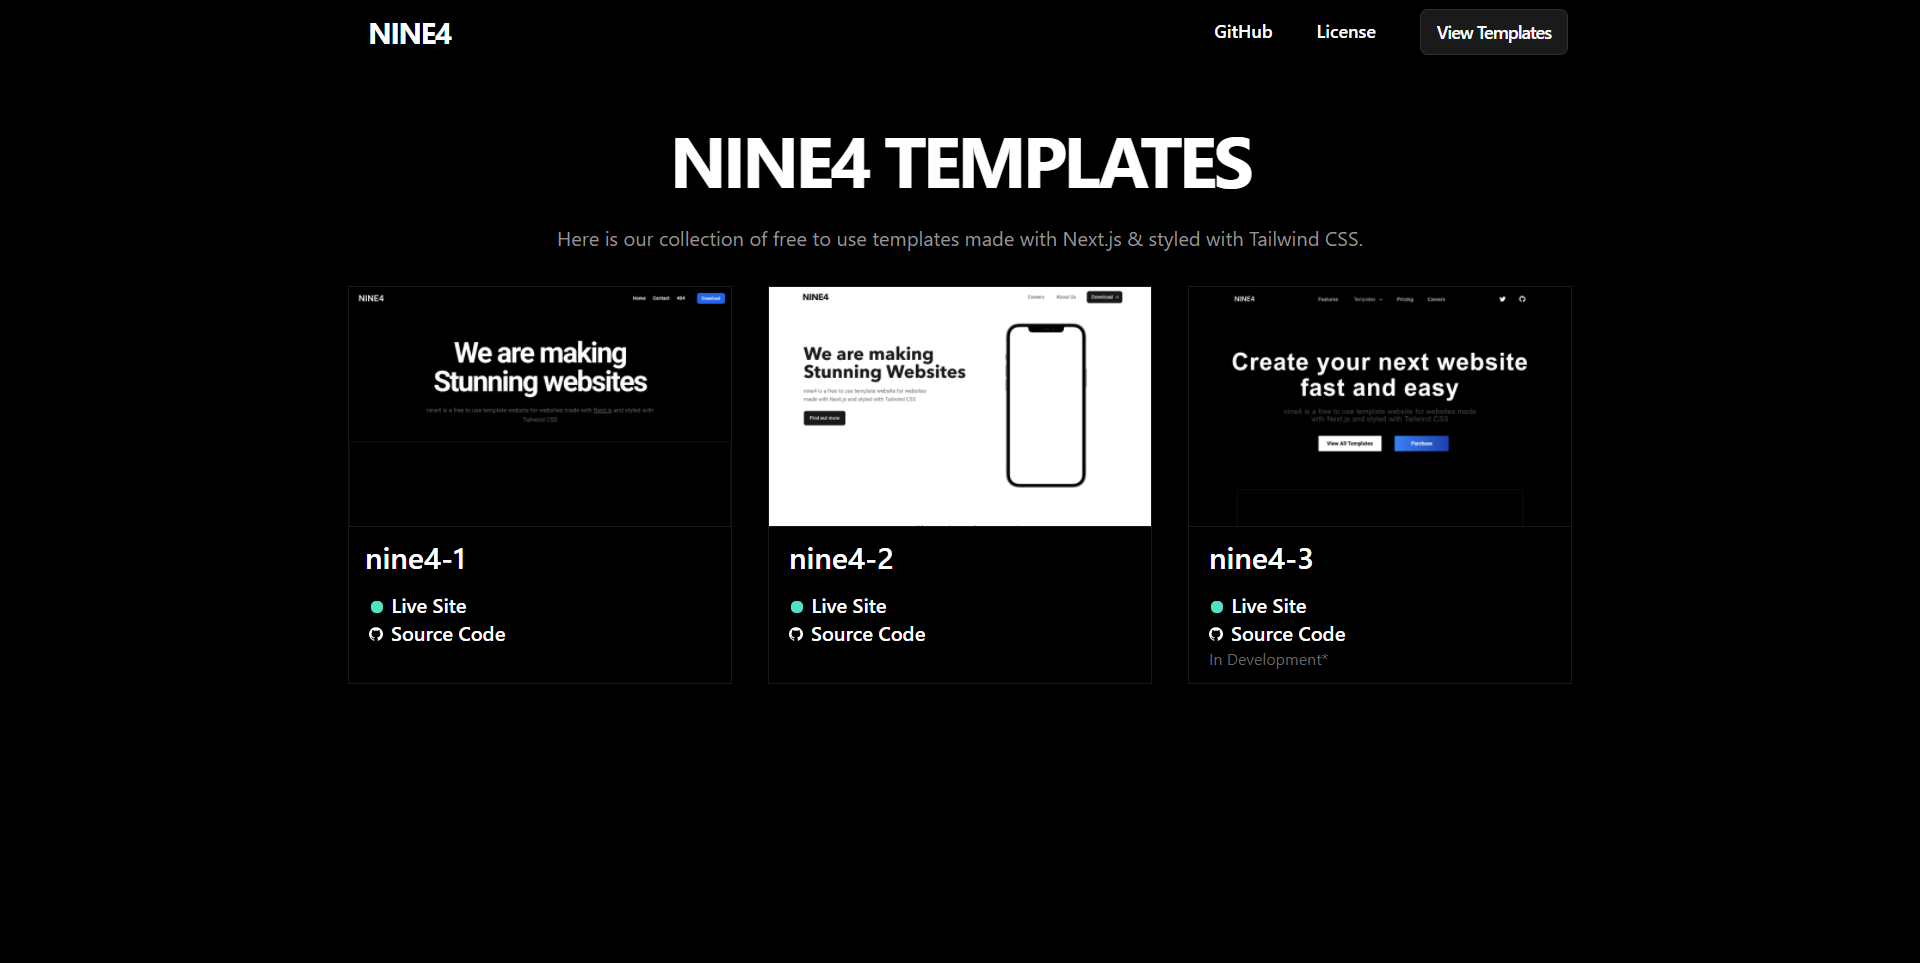 NINE4
GitHub
License
View Templates
NINE4 TEMPLATES
Here is our collection of free to use templates made with Next.js & styled with Tailwind CSS.
NINE4
Home
Contact
404
Download
We are making
Stunning websites
nine4 is a free to use template website for websites made with Next.js and styled with
Tailwind CSS
nine4-1
Live Site
Source Code
NINE4
Careers
About Us
Download →
We are making
Stunning Websites
nine4 is a free to use template website for websites
made with Next.js and styled with Tailwind CSS
Find out more
nine4-2
Live Site
Source Code
NINE4
Features
Templates
Pricing
Careers
Create your next website
fast and easy
nine4 is a free to use template website for websites made
with Next.js and styled with Tailwind CSS
View All Templates
Purchase
nine4-3
Live Site
Source Code
In Development*